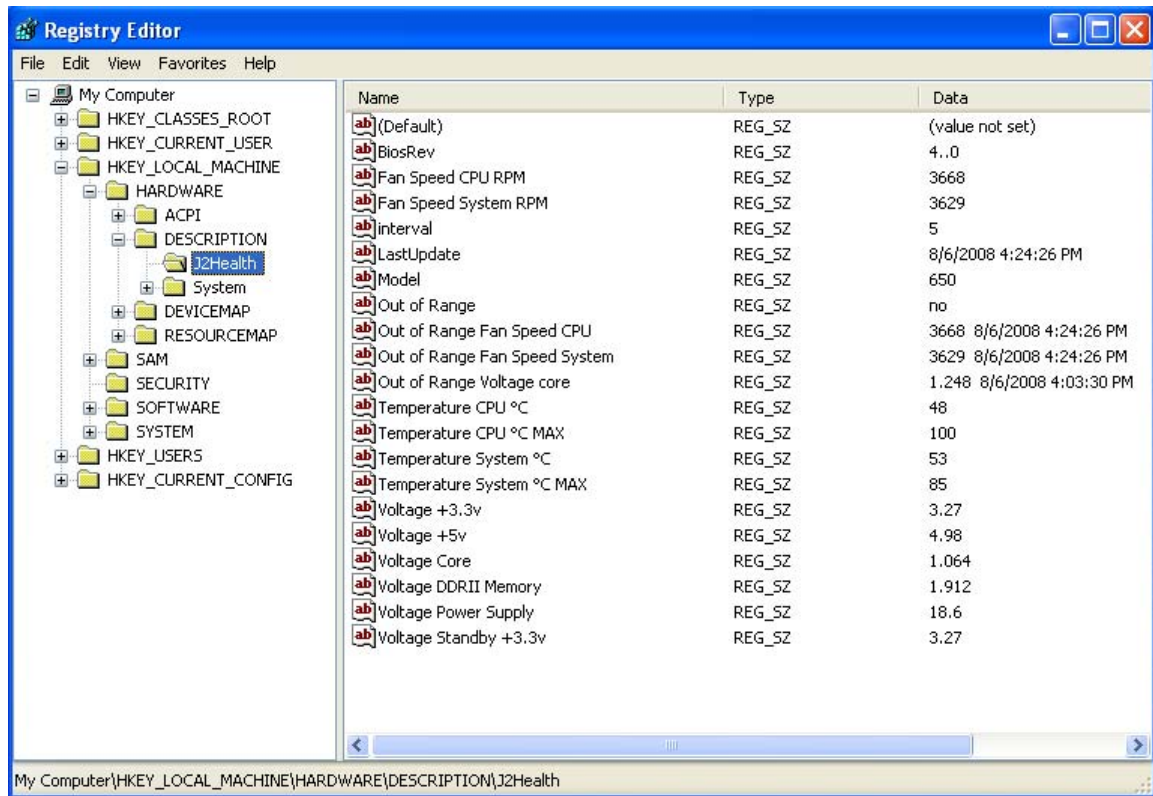 Registry Editor
File Edit View Favorites Help
My Computer
HKEY_CLASSES_ROOT
HKEY_CURRENT_USER
HKEY_LOCAL_MACHINE
HARDWARE
ACPI
DESCRIPTION
J2Health
System
DEVICEMAP
RESOURCEMAP
SAM
SECURITY
SOFTWARE
SYSTEM
HKEY_USERS
HKEY_CURRENT_CONFIG
Name Type Data
(Default) REG_SZ (value not set)
BiosRev REG_SZ 4..0
Fan Speed CPU RPM REG_SZ 3668
Fan Speed System RPM REG_SZ 3629
interval REG_SZ 5
LastUpdate REG_SZ 8/6/2008 4:24:26 PM
Model REG_SZ 650
Out of Range REG_SZ no
Out of Range Fan Speed CPU REG_SZ 3668 8/6/2008 4:24:26 PM
Out of Range Fan Speed System REG_SZ 3629 8/6/2008 4:24:26 PM
Out of Range Voltage core REG_SZ 1.248 8/6/2008 4:03:30 PM
Temperature CPU °C REG_SZ 48
Temperature CPU °C MAX REG_SZ 100
Temperature System °C REG_SZ 53
Temperature System °C MAX REG_SZ 85
Voltage +3.3v REG_SZ 3.27
Voltage +5v REG_SZ 4.98
Voltage Core REG_SZ 1.064
Voltage DDRII Memory REG_SZ 1.912
Voltage Power Supply REG_SZ 18.6
Voltage Standby +3.3v REG_SZ 3.27
My Computer\HKEY_LOCAL_MACHINE\HARDWARE\DESCRIPTION\J2Health